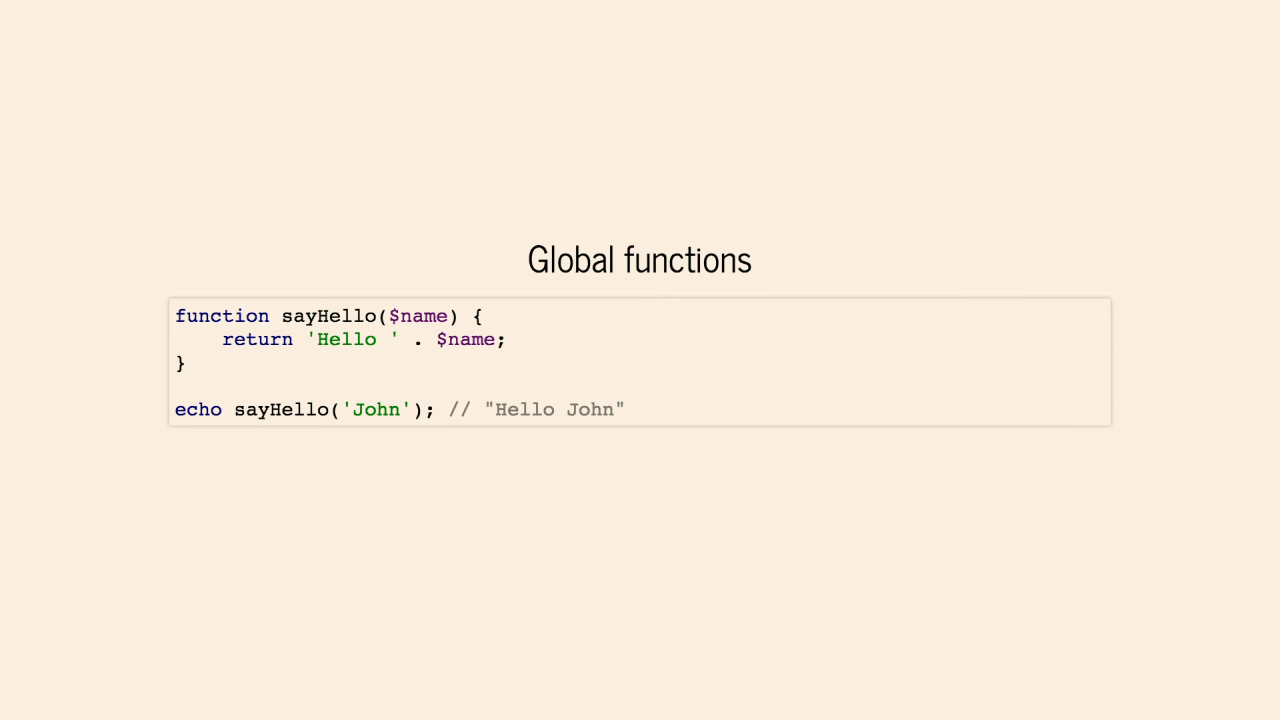 Global functions
function sayHello($name) {
    return 'Hello ' . $name;
}
echo sayHello('John'); // "Hello John"